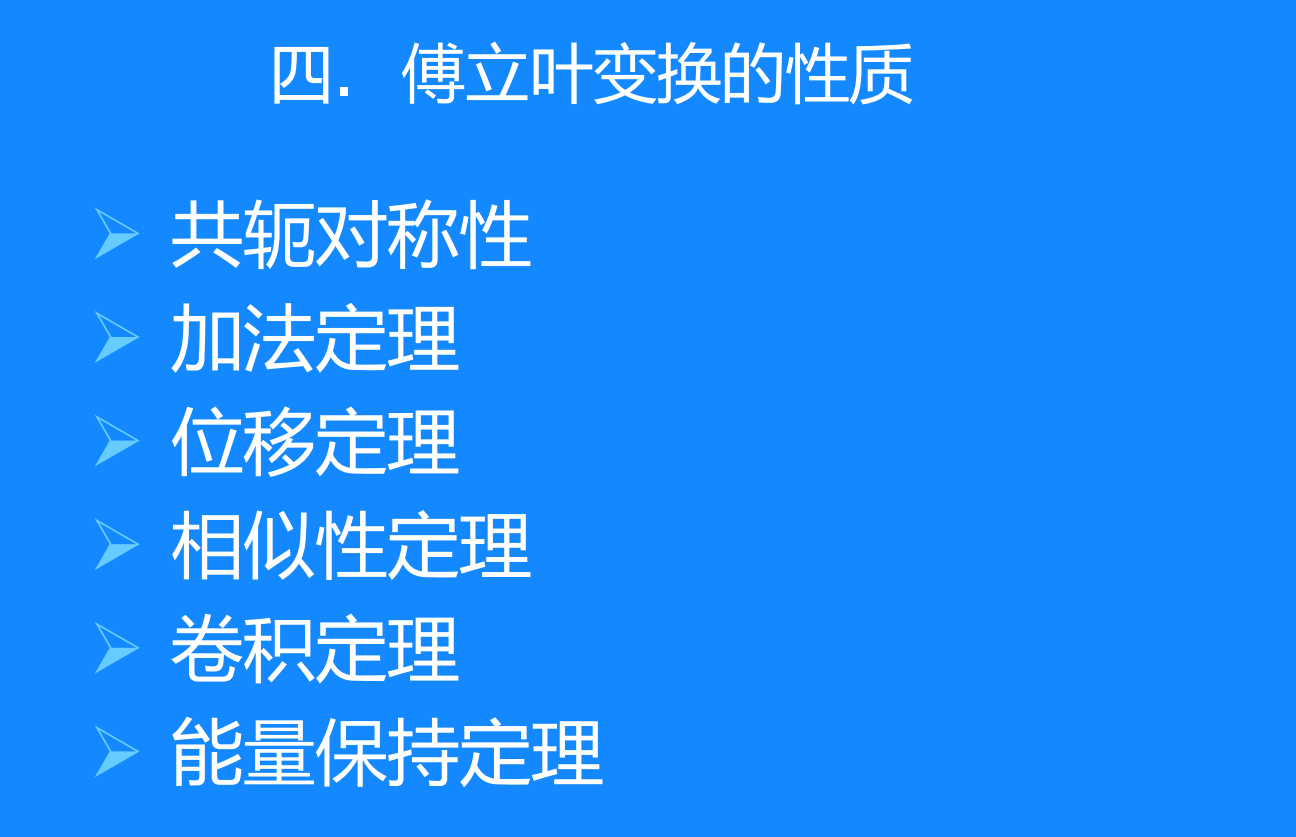 四. 傅立叶变换的性质
共轭对称性
加法定理
位移定理
相似性定理
卷积定理
能量保持定理